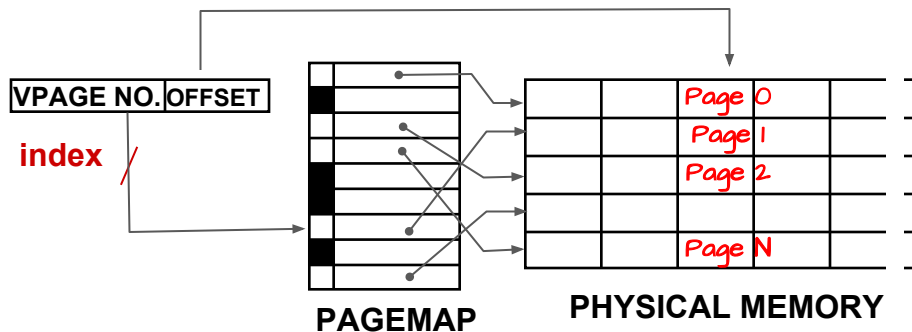 VPAGE NO. OFFSET
index
Page 0
Page 1
Page 2
Page N
PAGEMAP
PHYSICAL MEMORY